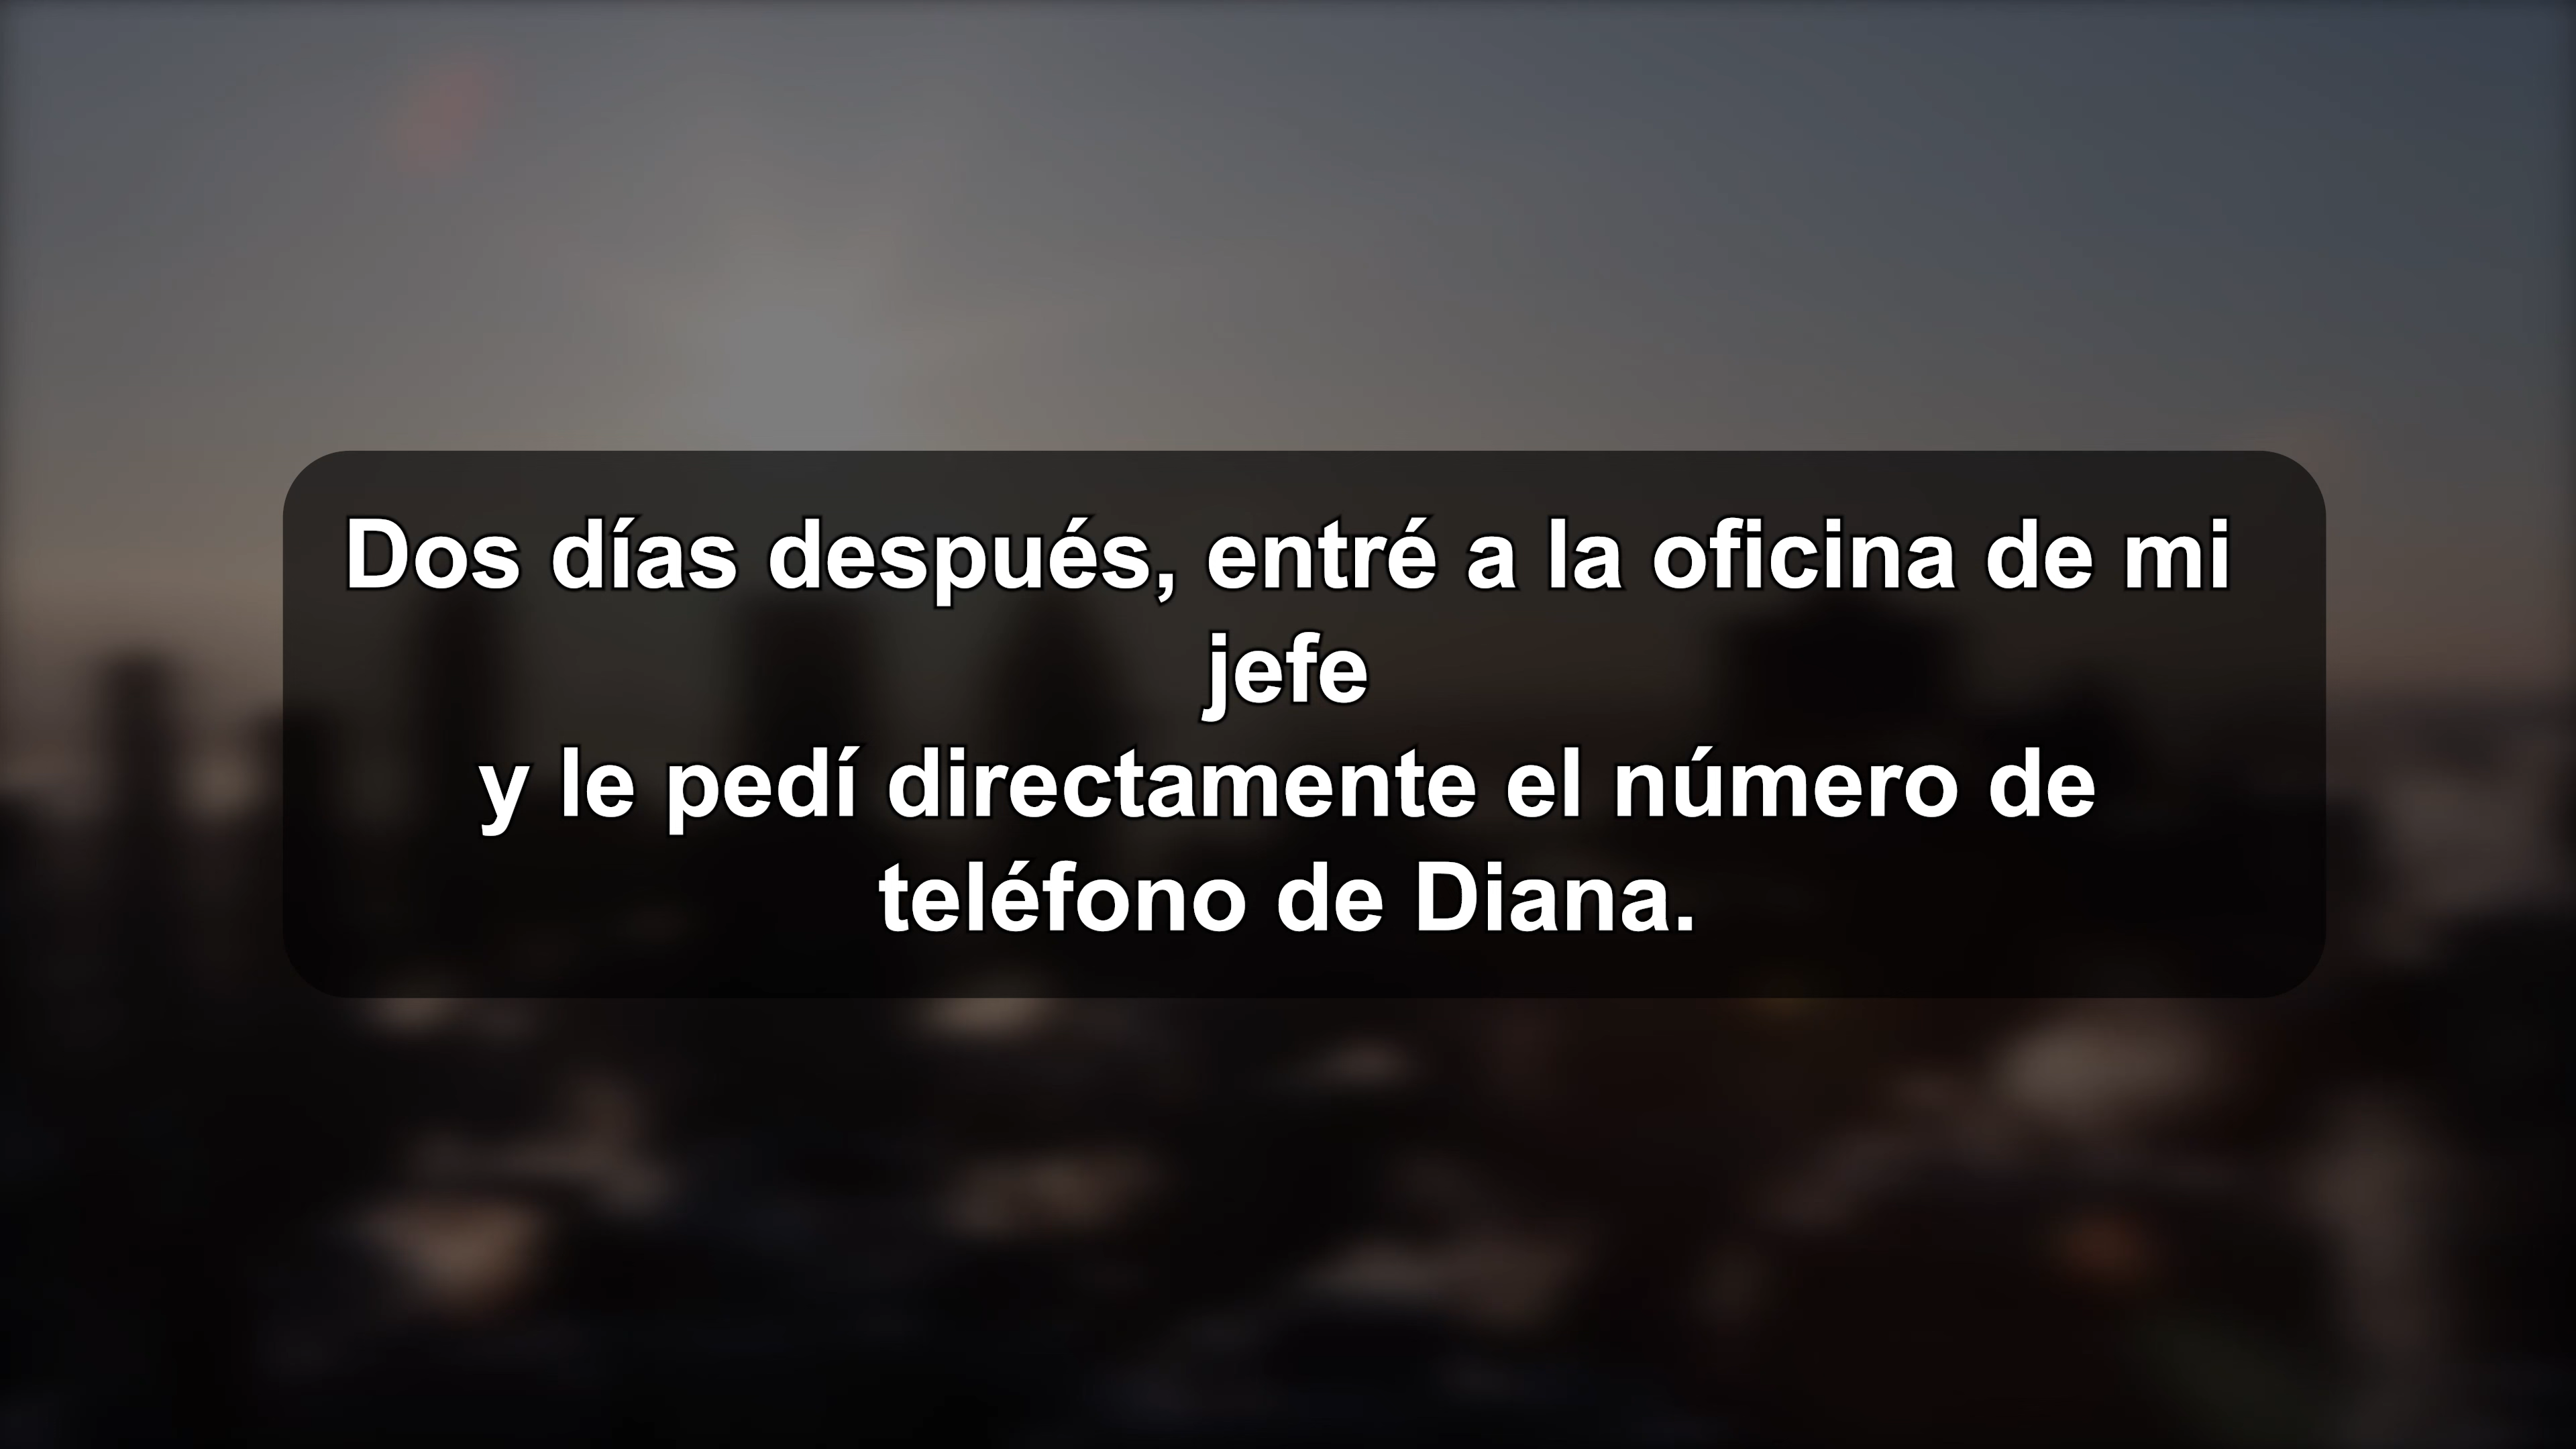 Dos días después, entré a la oficina de mi
jefe
y le pedí directamente el número de
teléfono de Diana.